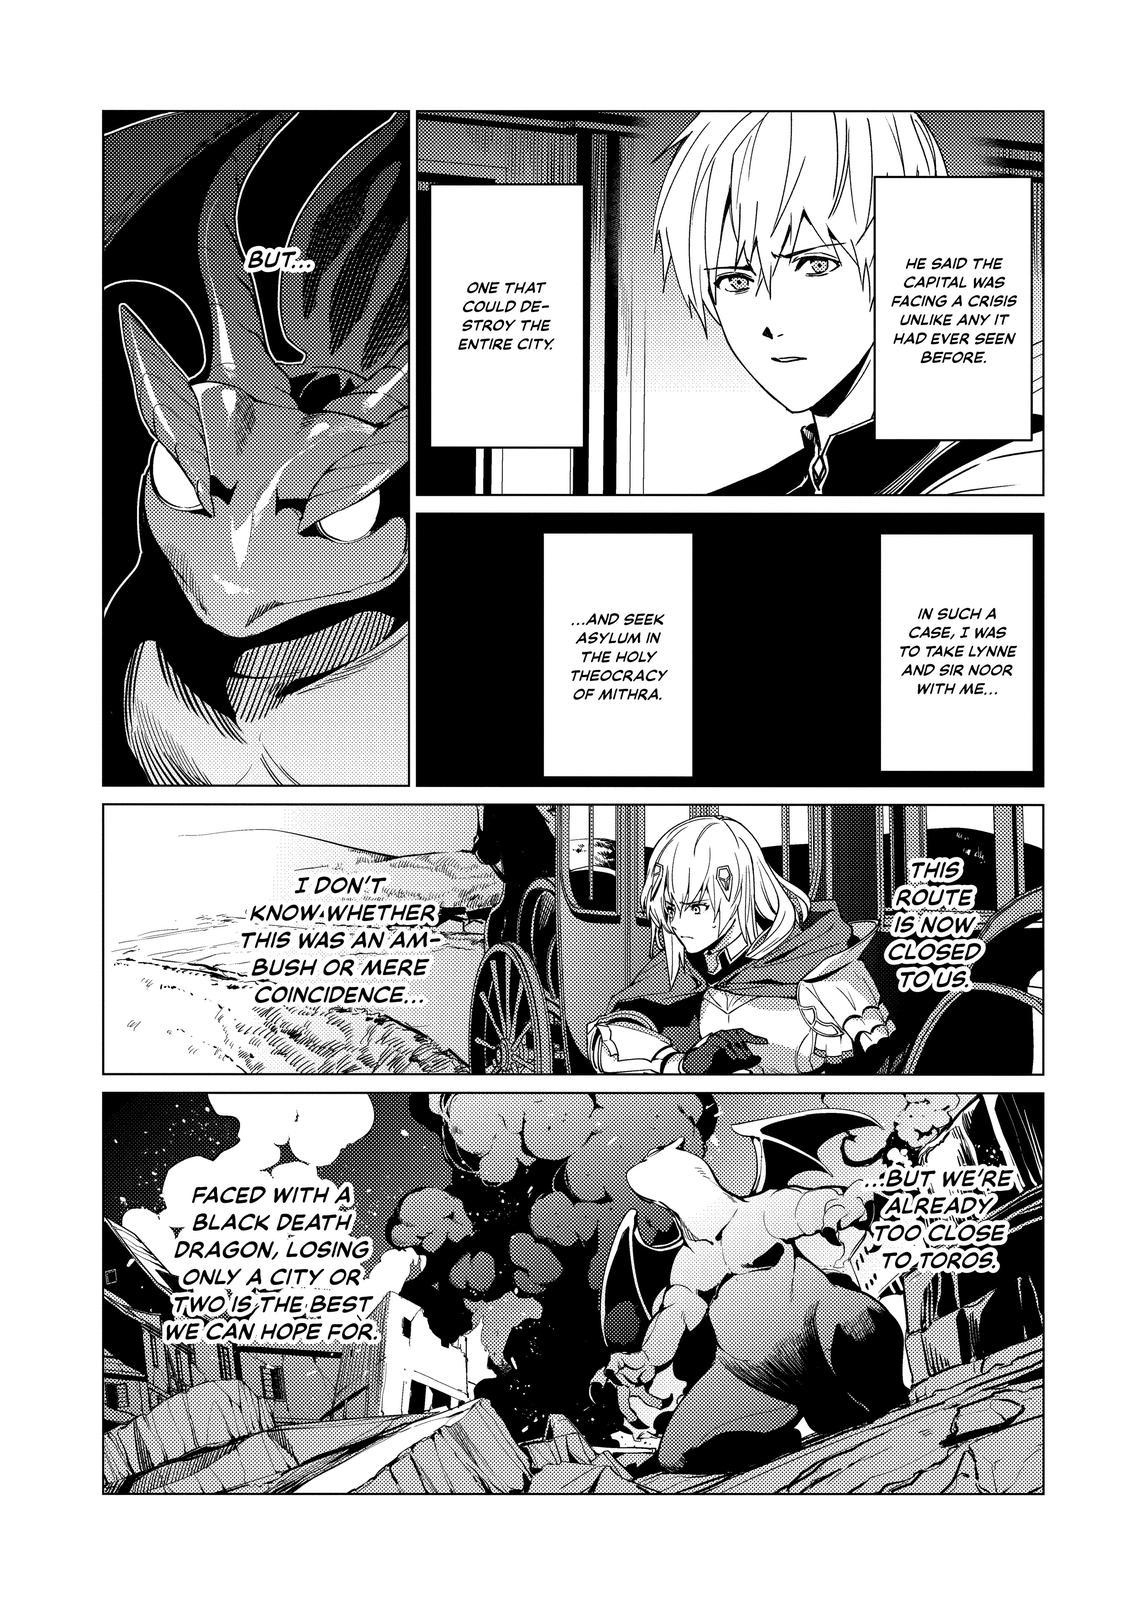 HE SAID THE
CAPITAL WAS
FACING A CRISIS
UNLIKE ANY IT
HAD EVER SEEN
BEFORE.
ONE THAT
COULD DE-
STROY THE
ENTIRE CITY.
IN SUCH A
CASE, I WAS
TO TAKE LYNNE
AND SIR NOOR
WITH ME...
...AND SEEK
ASYLUM IN
THE HOLY
THEOCRACY
OF MITHRA.
BUT...
THIS
ROUTE
IS NOW
CLOSED
TO US.
I DON'T
KNOW WHETHER
THIS WAS AN AM-
BUSH OR MERE
COINCIDENCE...
...BUT WE'RE
ALREADY
TOO CLOSE
TO TOROS.
FACED WITH A
BLACK DEATH
DRAGON, LOSING
ONLY A CITY OR
TWO IS THE BEST
WE CAN HOPE FOR.